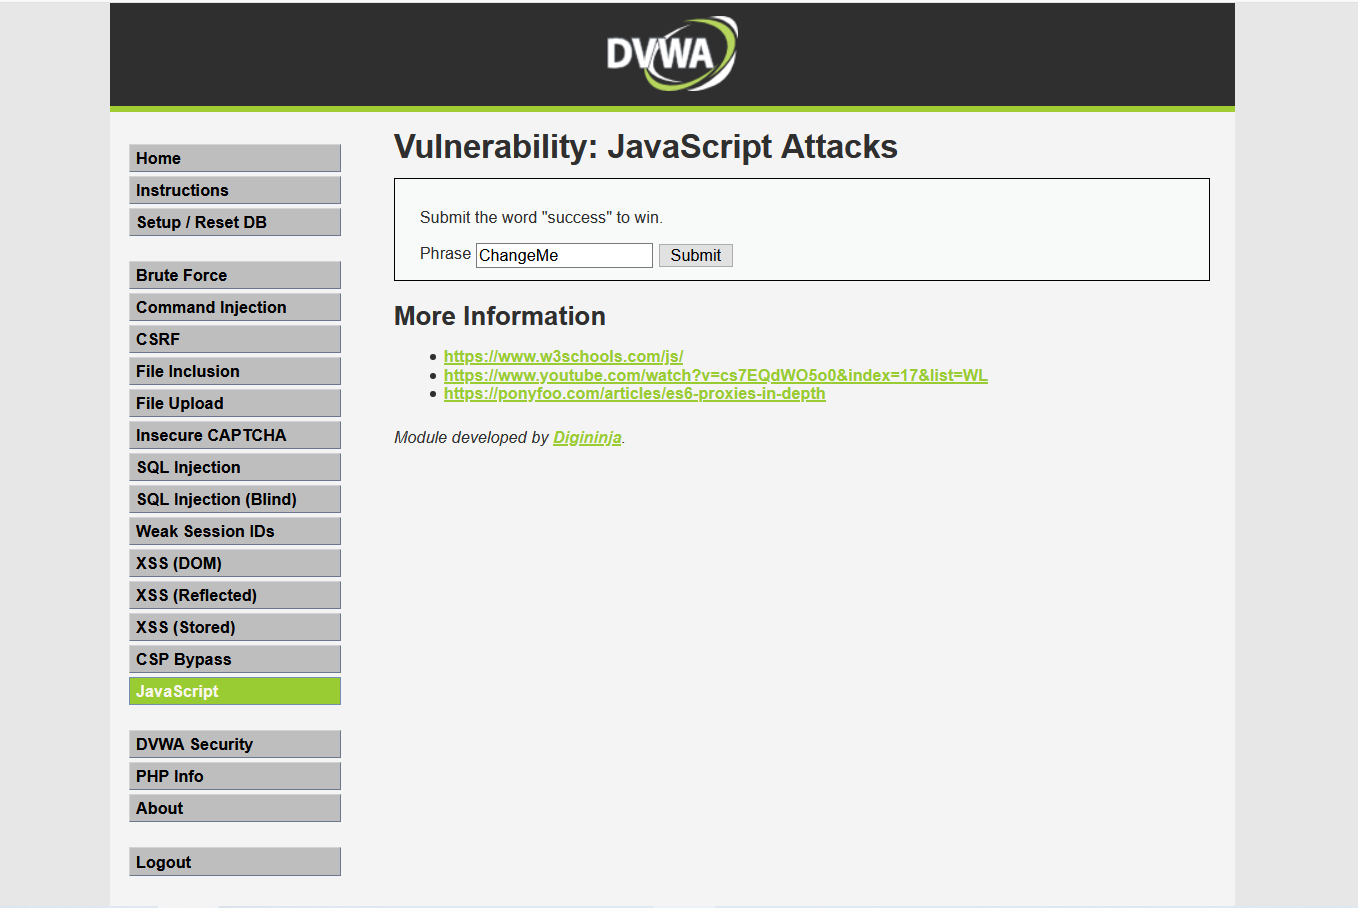 DVWA
Home
Instructions
Setup / Reset DB
Brute Force
Command Injection
CSRF
File Inclusion
File Upload
Insecure CAPTCHA
SQL Injection
SQL Injection (Blind)
Weak Session IDs
XSS (DOM)
XSS (Reflected)
XSS (Stored)
CSP Bypass
JavaScript
DVWA Security
PHP Info
About
Logout
Vulnerability: JavaScript Attacks
Submit the word "success" to win.
Phrase ChangeMe Submit
More Information
https://www.w3schools.com/js/
https://www.youtube.com/watch?v=cs7EQdWO5o0&index=17&list=WL
https://ponyfoo.com/articles/es6-proxies-in-depth
Module developed by Digininja.